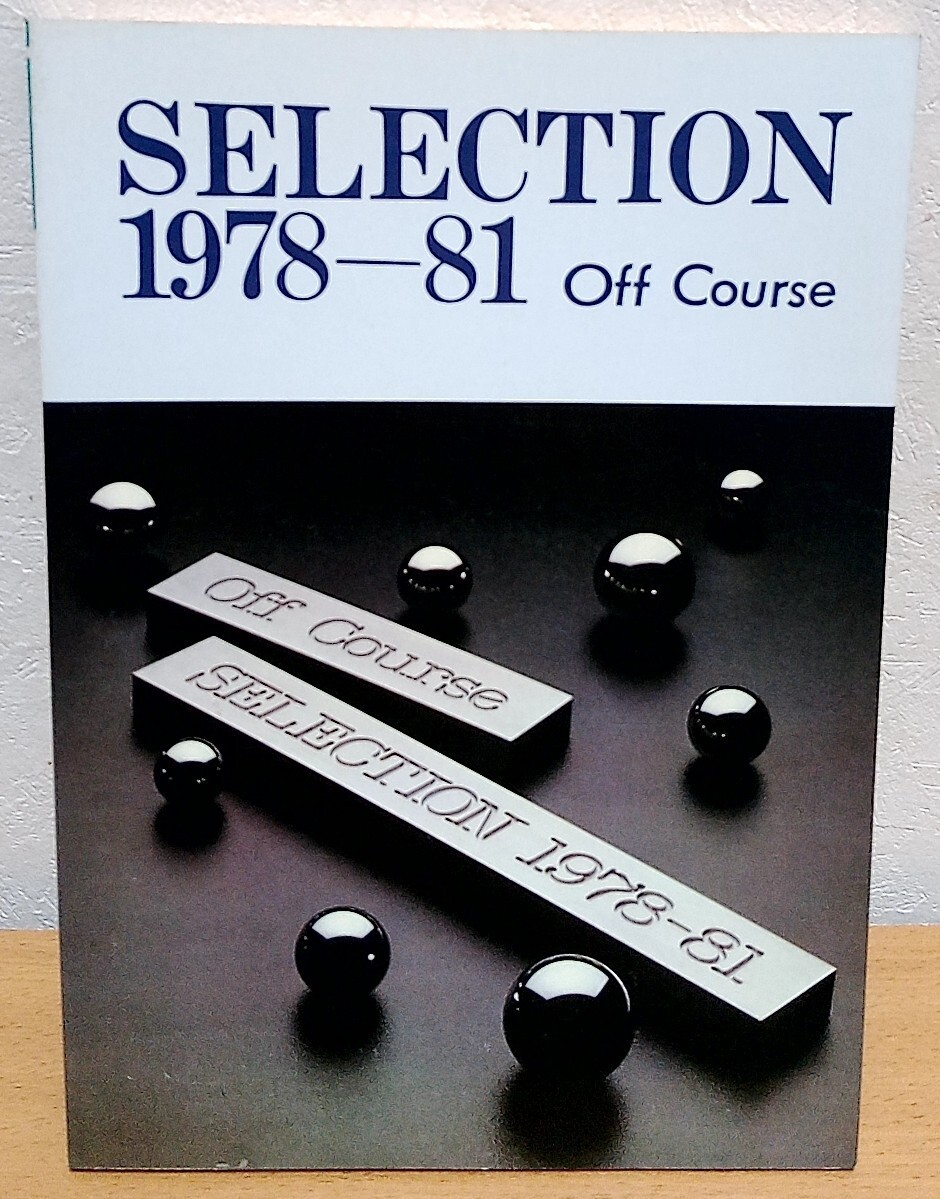 SELECTION
1978—81 Off Course
Off Course
SELECTION 1978-81